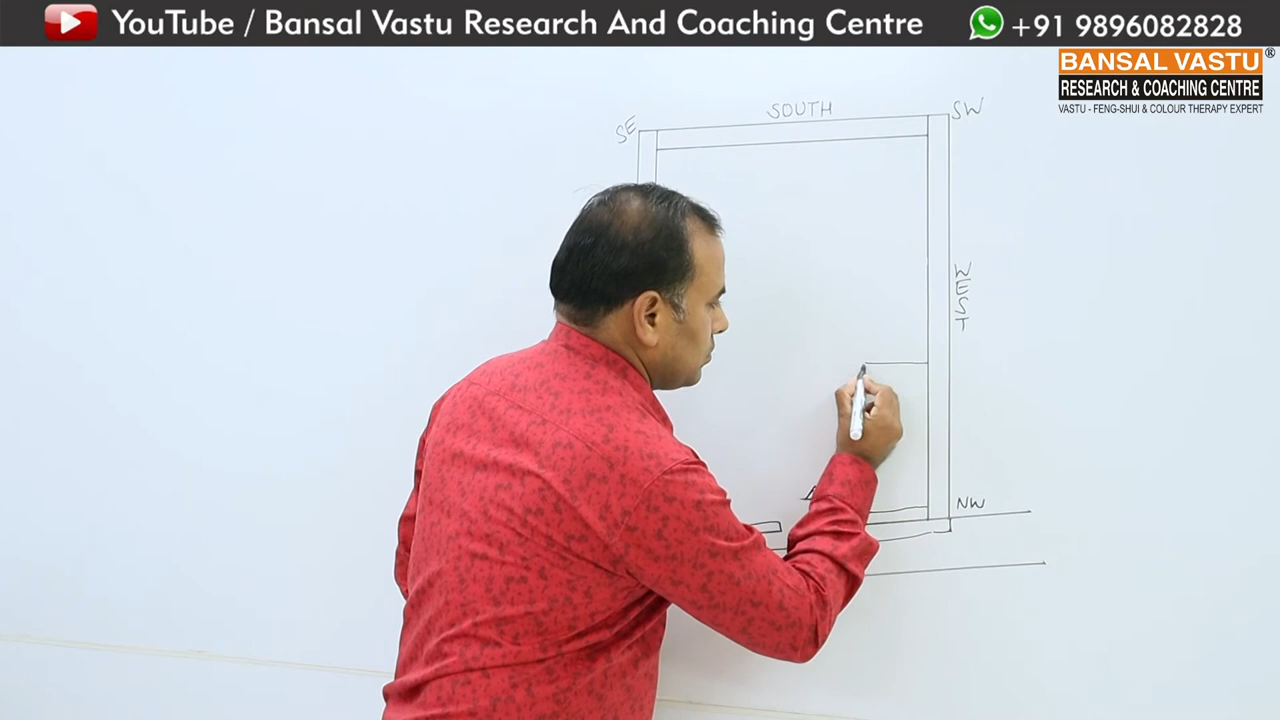 YouTube / Bansal Vastu Research And Coaching Centre
+91 9896082828
BANSAL VASTU ®
RESEARCH & COACHING CENTRE
VASTU - FENG-SHUI & COLOUR THERAPY EXPERT
SE
SOUTH
SW
WEST
NW